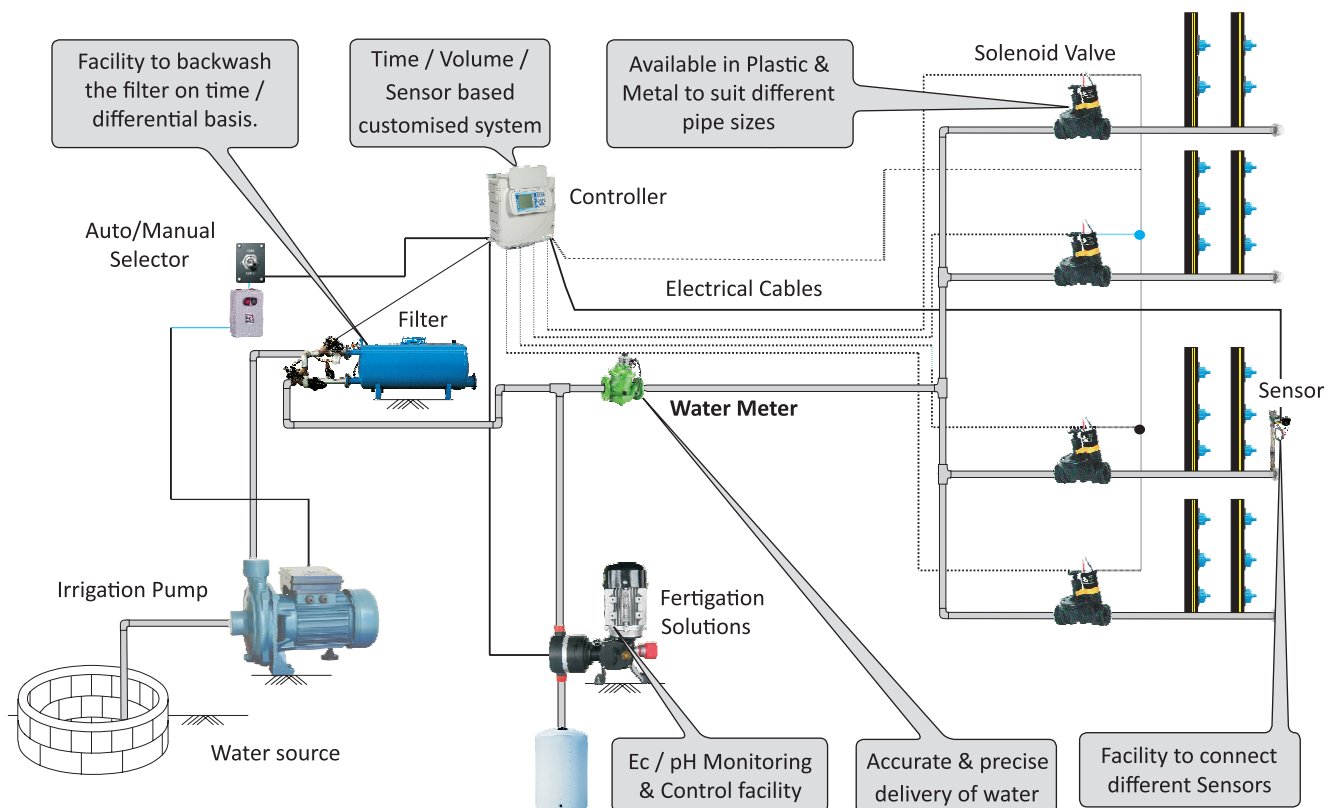 Facility to backwash
the filter on time /
differential basis.
Time / Volume /
Sensor based
customised system
Available in Plastic &
Metal to suit different
pipe sizes
Solenoid Valve
Controller
Auto/Manual
Selector
Electrical Cables
Filter
Water Meter
Sensor
Irrigation Pump
Fertigation
Solutions
Water source
Ec / pH Monitoring
& Control facility
Accurate & precise
delivery of water
Facility to connect
different Sensors